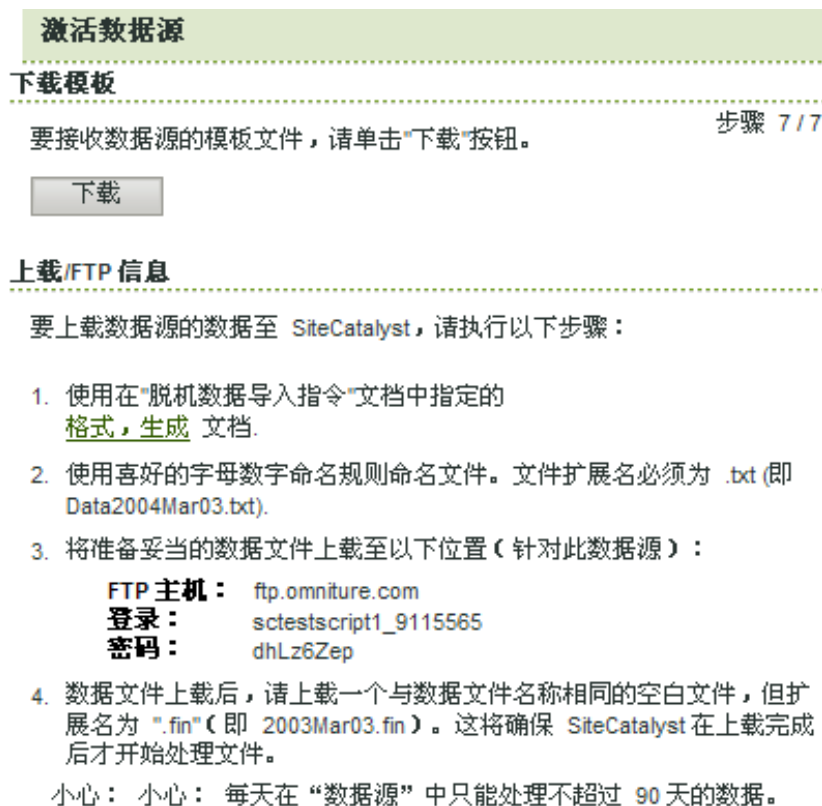 激活数据源
下载模板
步骤 7 / 7
要接收数据源的模板文件，请单击"下载"按钮。
下载
上载/FTP 信息
要上载数据源的数据至 SiteCatalyst，请执行以下步骤：
1. 使用在"脱机数据导入指令"文档中指定的
格式，生成 文档.
2. 使用喜好的字母数字命名规则命名文件。文件扩展名必须为 .txt (即
Data2004Mar03.txt).
3. 将准备妥当的数据文件上载至以下位置（针对此数据源）：
FTP 主机： ftp.omniture.com
登录： sctestscript1_9115565
密码： dhLz6Zep
4. 数据文件上载后，请上载一个与数据文件名称相同的空白文件，但扩
展名为 ".fin"（即 2003Mar03.fin）。这将确保 SiteCatalyst 在上载完成
后才开始处理文件。
小心： 小心： 每天在“数据源”中只能处理不超过 90 天的数据。